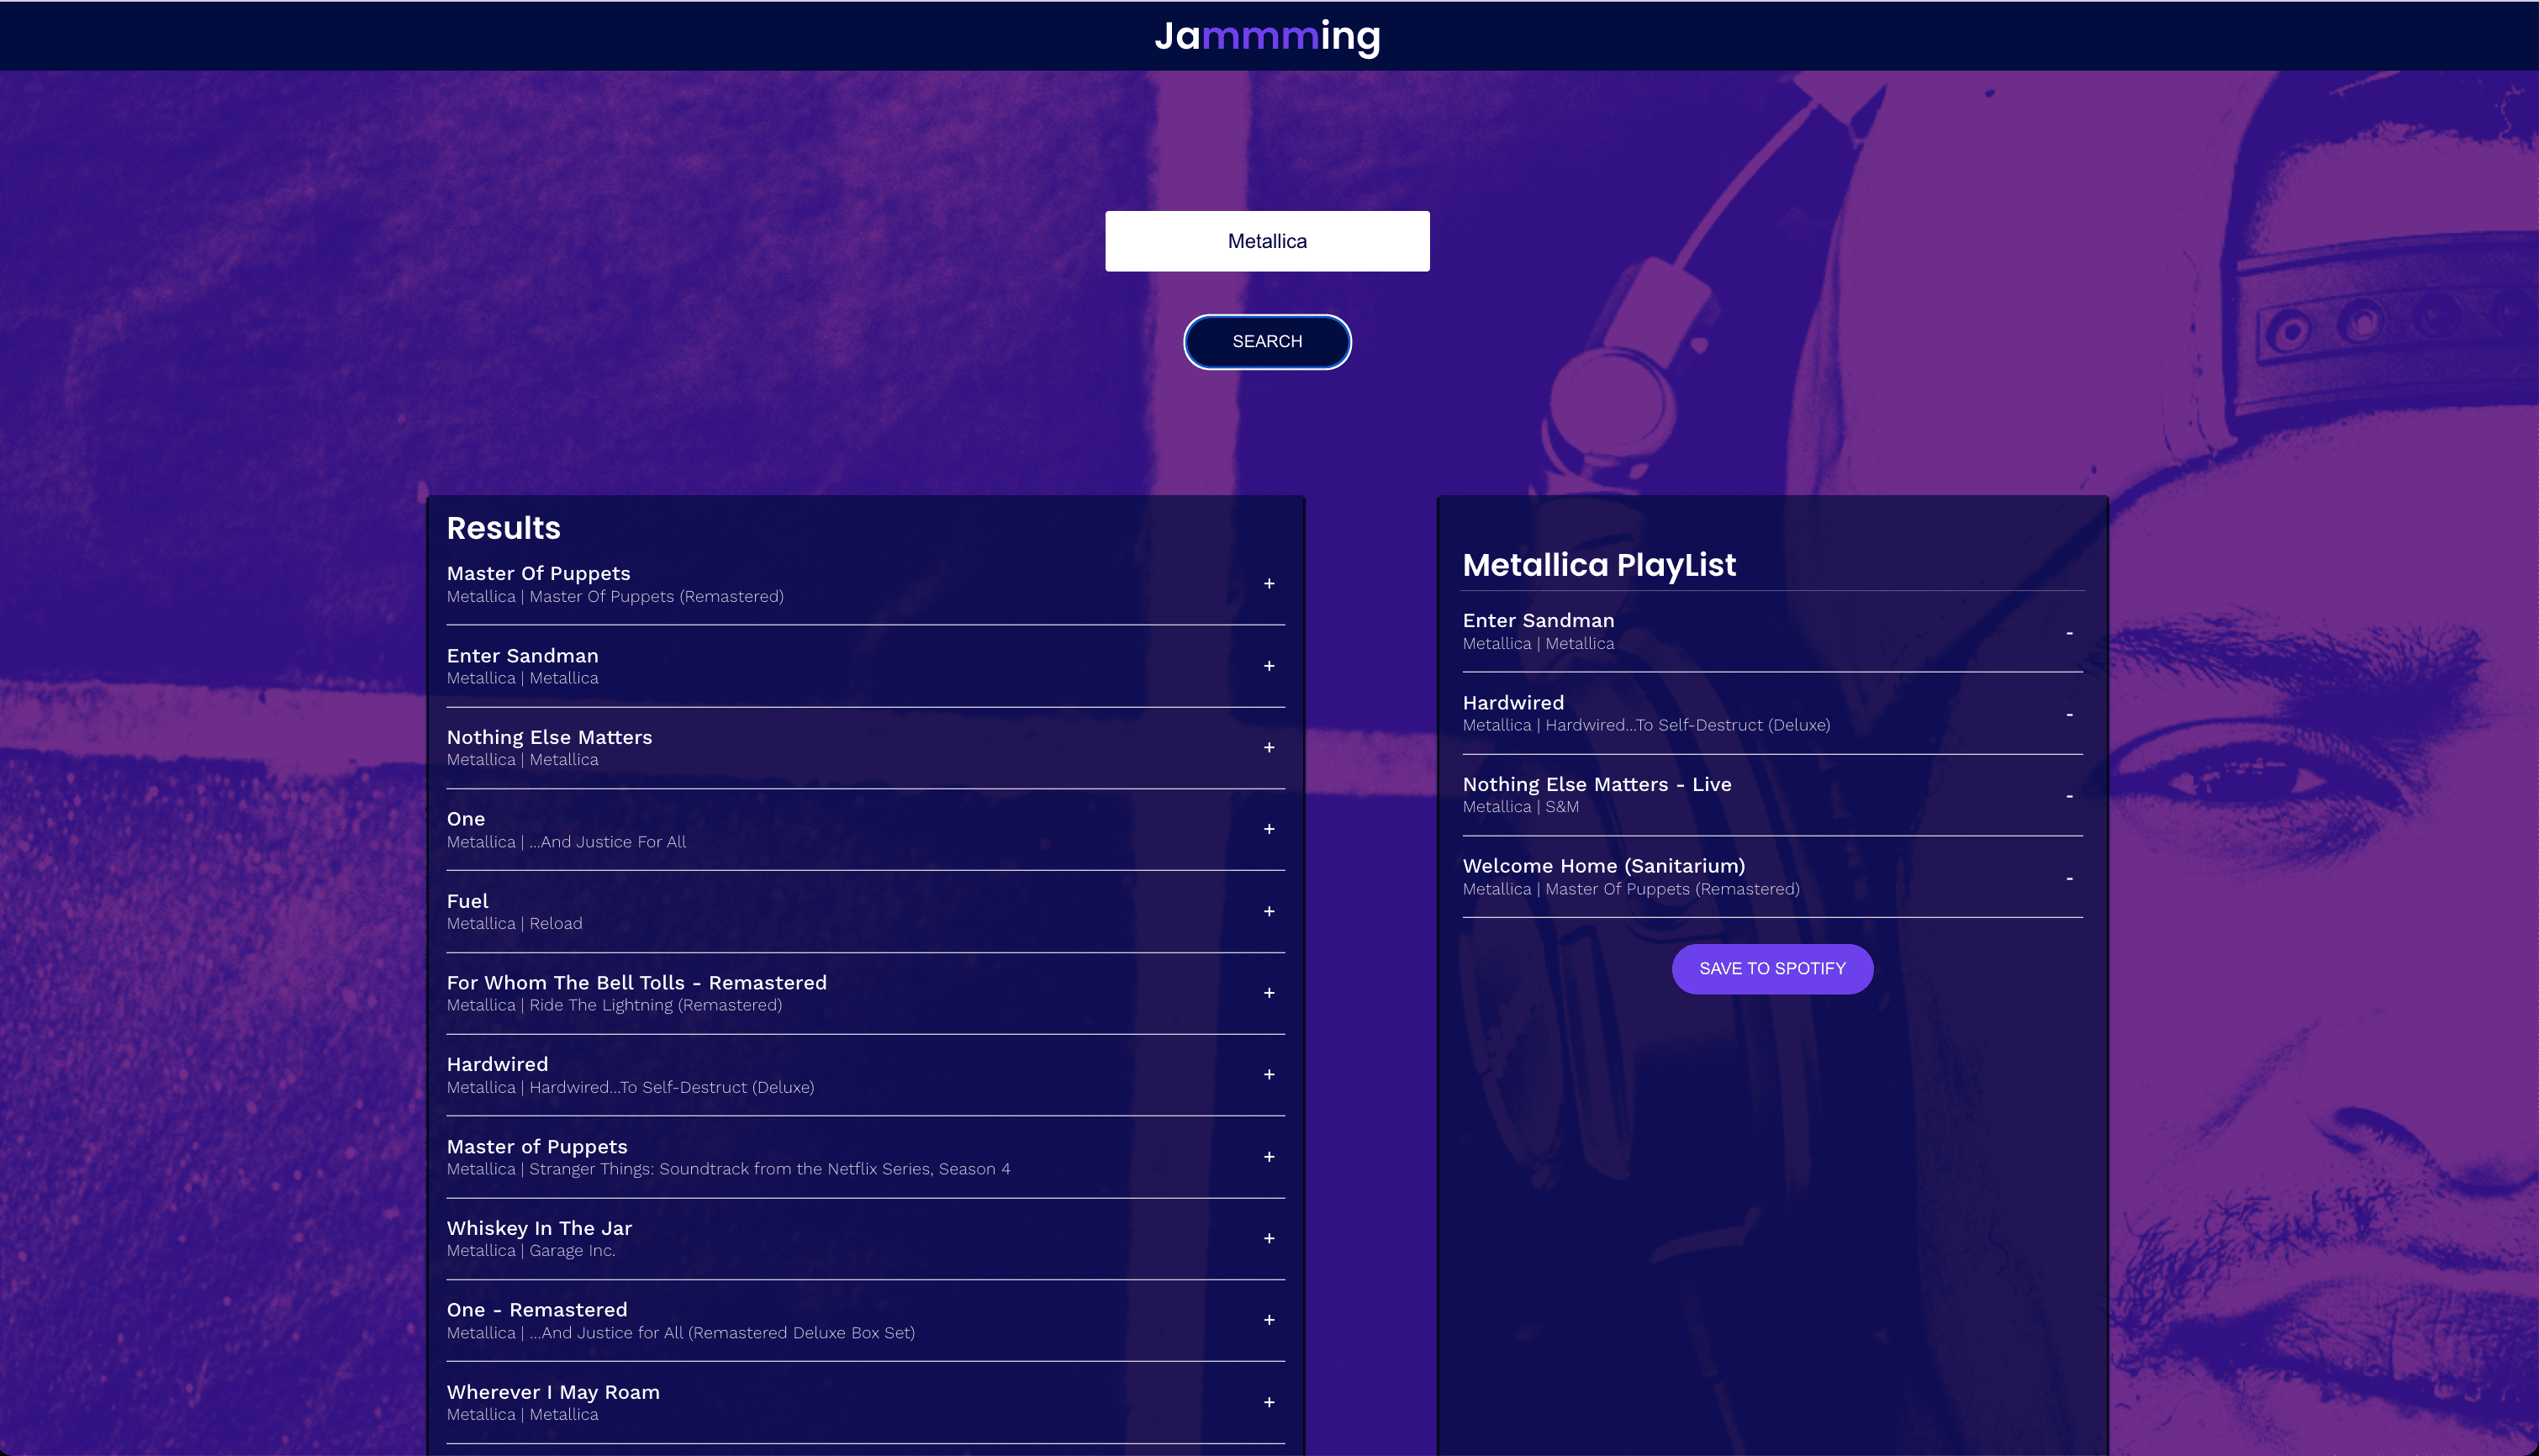 Jammming
Metallica
SEARCH
Results
Master Of Puppets
Metallica | Master Of Puppets (Remastered)
+
Enter Sandman
Metallica | Metallica
+
Nothing Else Matters
Metallica | Metallica
+
One
Metallica | ...And Justice For All
+
Fuel
Metallica | Reload
+
For Whom The Bell Tolls - Remastered
Metallica | Ride The Lightning (Remastered)
+
Hardwired
Metallica | Hardwired...To Self-Destruct (Deluxe)
+
Master of Puppets
Metallica | Stranger Things: Soundtrack from the Netflix Series, Season 4
+
Whiskey In The Jar
Metallica | Garage Inc.
+
One - Remastered
Metallica | ...And Justice for All (Remastered Deluxe Box Set)
+
Wherever I May Roam
Metallica | Metallica
+
Metallica PlayList
Enter Sandman
Metallica | Metallica
-
Hardwired
Metallica | Hardwired...To Self-Destruct (Deluxe)
-
Nothing Else Matters - Live
Metallica | S&M
-
Welcome Home (Sanitarium)
Metallica | Master Of Puppets (Remastered)
-
SAVE TO SPOTIFY